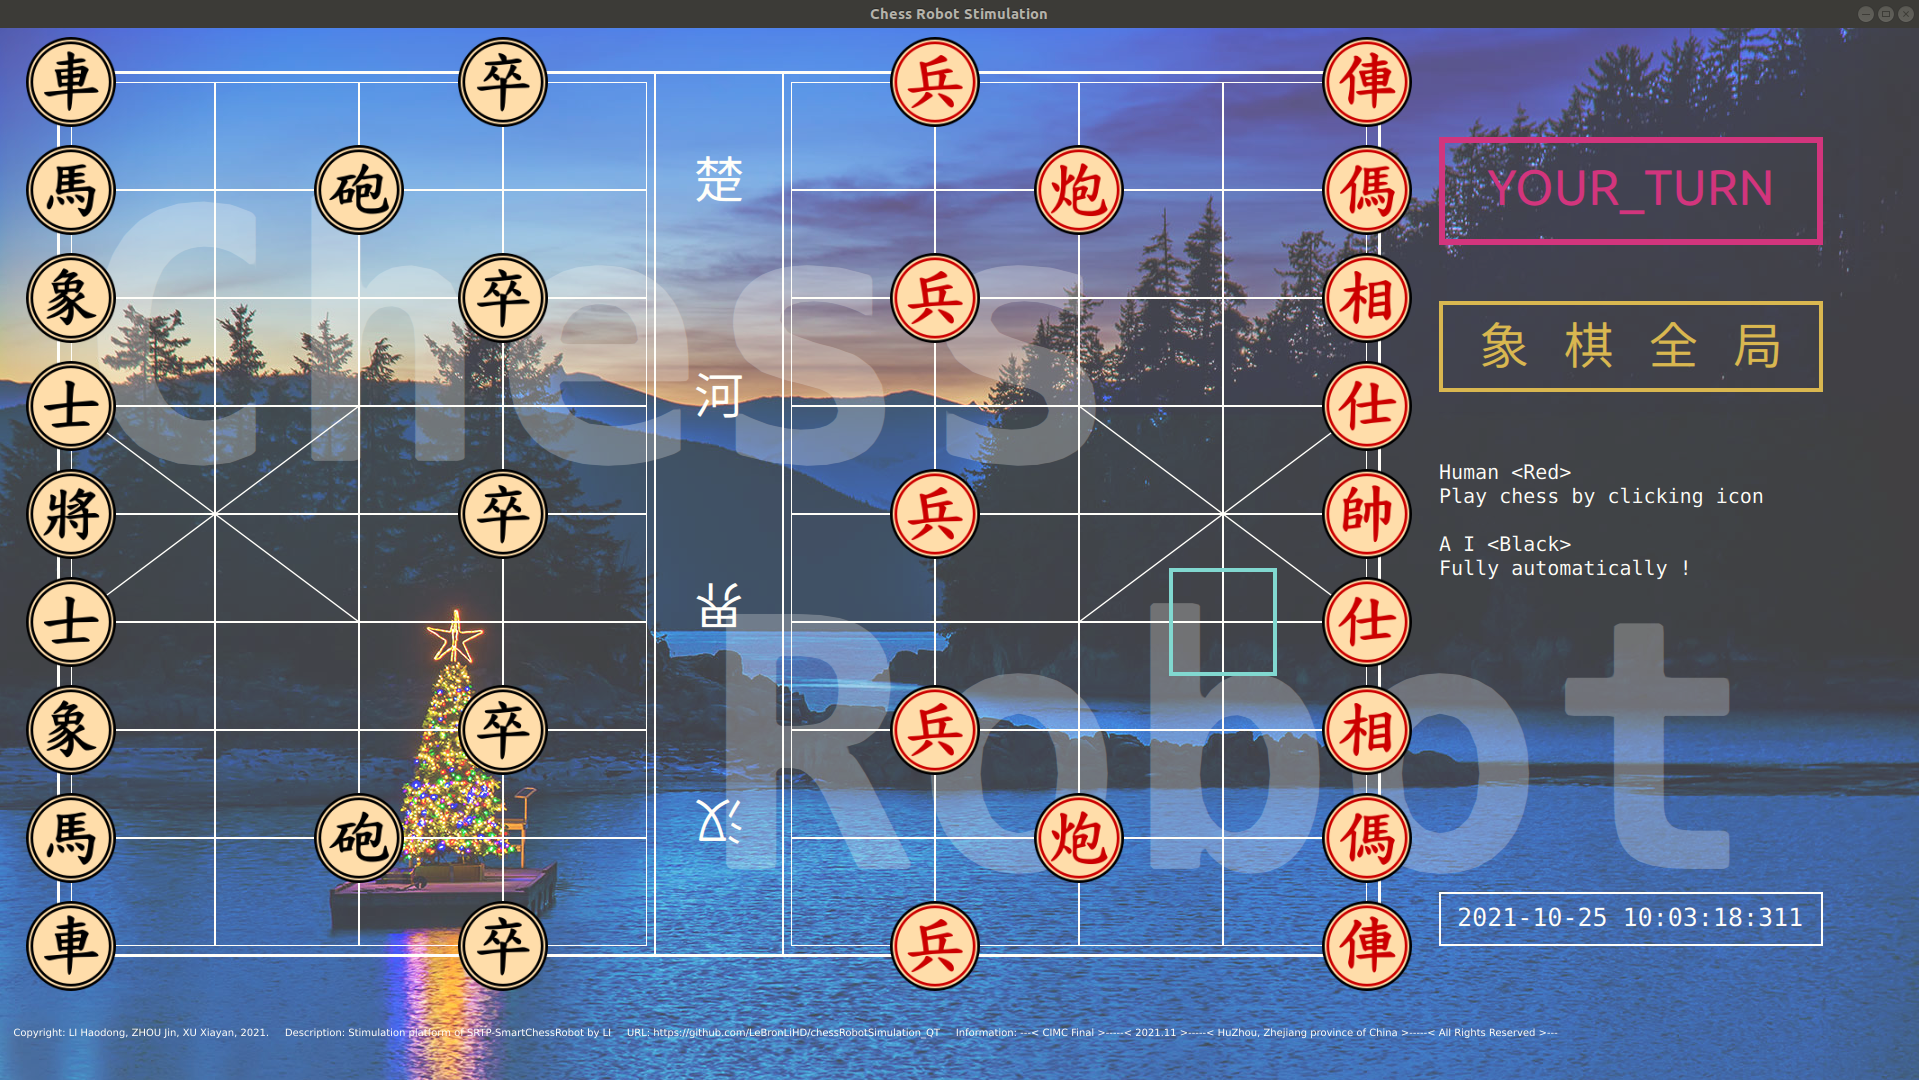 Chess Robot Stimulation
車 卒 兵 俥
馬 砲 楚 炮 傌
YOUR_TURN
象 卒 兵 相
象 棋 全 局
士 河 仕
Human <Red>
Play chess by clicking icon
將 卒 兵 帥
A I <Black>
Fully automatically !
Chess
士 界 仕
象 卒 兵 相
Robot
馬 砲 汉 炮 傌
2021-10-25 10:03:18:311
車 卒 兵 俥
Copyright: LI Haodong, ZHOU Jin, XU Xiayan, 2021. Description: Stimulation platform of SRTP-SmartChessRobot by LI URL: https://github.com/LeBronLiHD/chessRobotSimulation_QT Information: ---< CIMC Final >-----< 2021.11 >-----< HuZhou, Zhejiang province of China >-----< All Rights Reserved >---